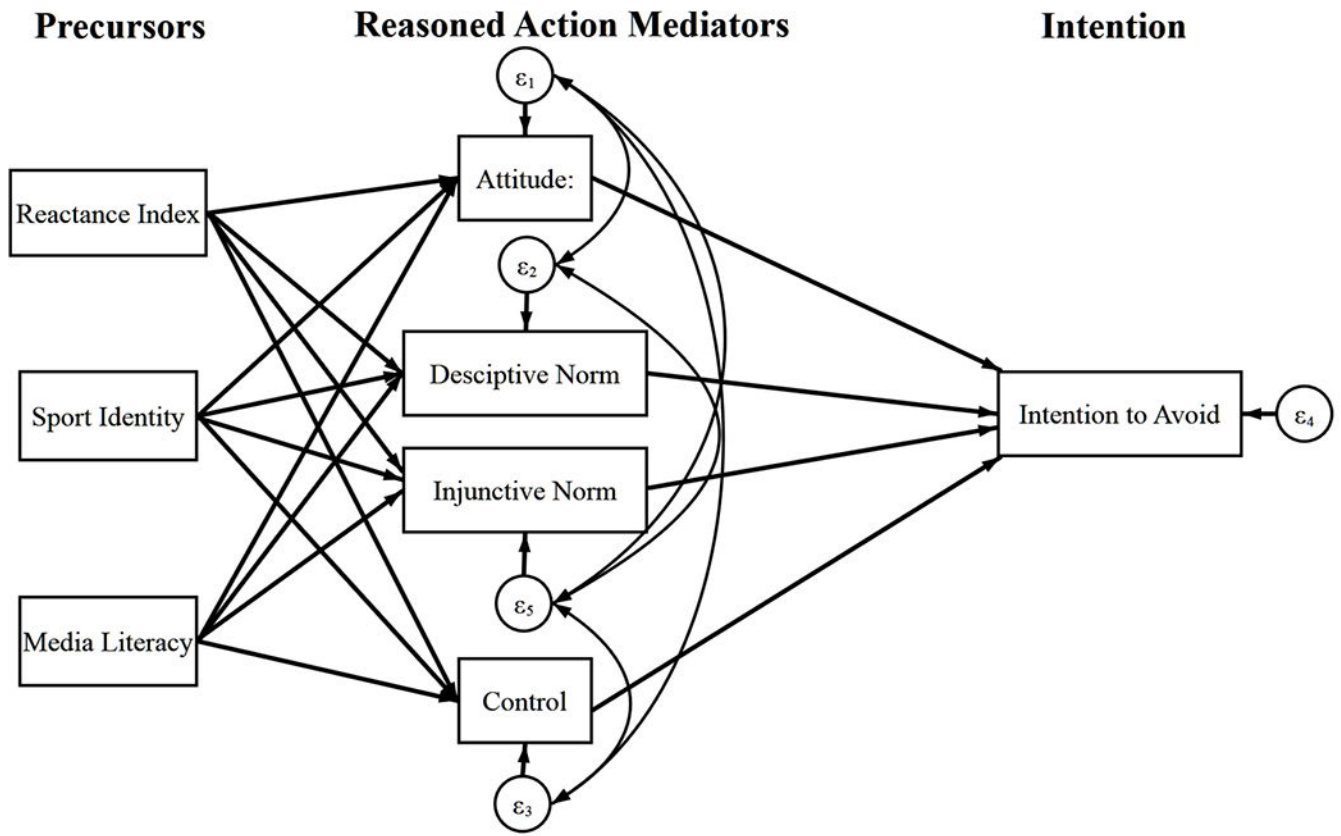 Precursors
Reasoned Action Mediators
Intention
ε1
Attitude:
Reactance Index
ε2
Desciptive Norm
Sport Identity
Intention to Avoid
ε4
Injunctive Norm
ε5
Media Literacy
Control
ε3